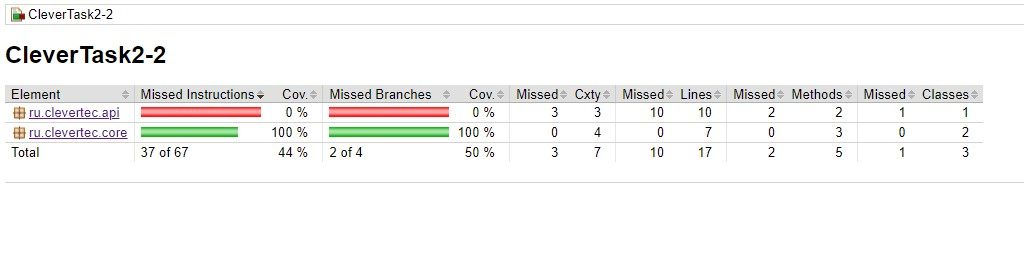 CleverTask2-2
CleverTask2-2
Element Missed Instructions Cov. Missed Branches Cov. Missed Cxty Missed Lines Missed Methods Missed Classes
ru.clevertec.api 0 % 0 % 3 3 10 10 2 2 1 1
ru.clevertec.core 100 % 100 % 0 4 0 7 0 3 0 2
Total 37 of 67 44 % 2 of 4 50 % 3 7 10 17 2 5 1 3